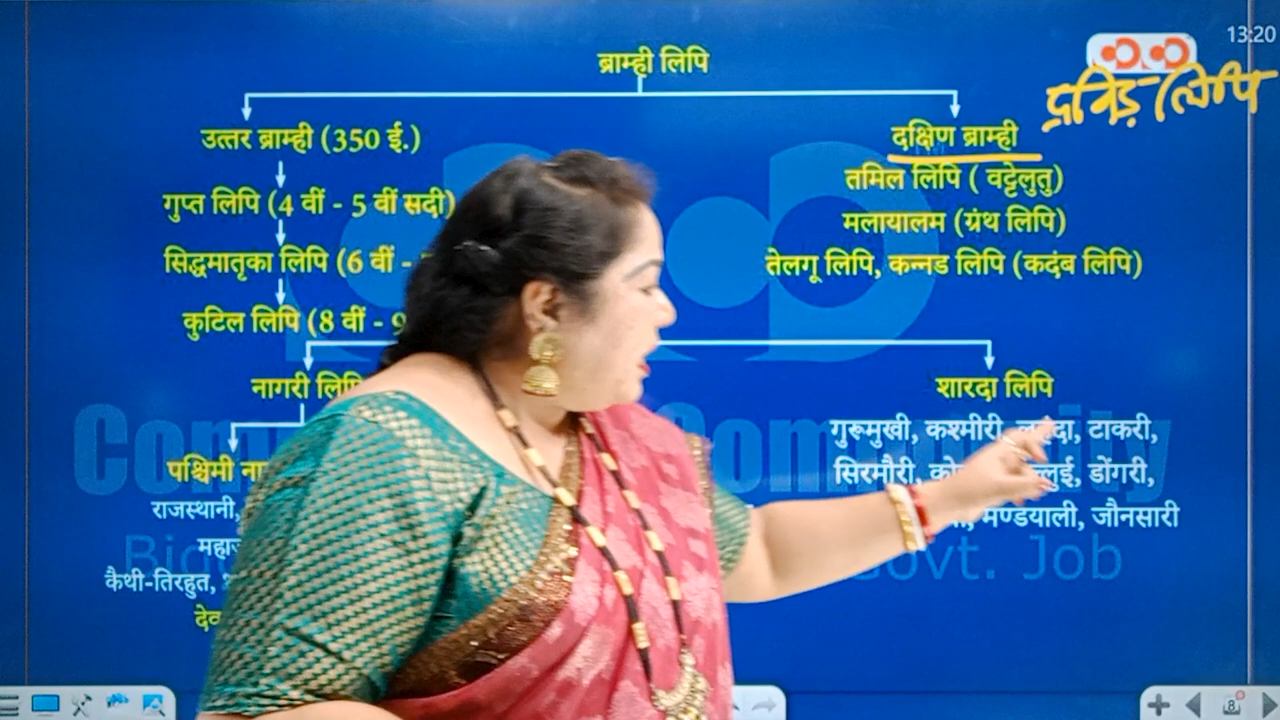 13:20
ब्राम्ही लिपि
द्रविड़ लिपि
उत्तर ब्राम्ही (350 ई.)
दक्षिण ब्राम्ही
तमिल लिपि ( वट्टेलुतु)
गुप्त लिपि (4 वीं - 5 वीं सदी)
मलायालम (ग्रंथ लिपि)
सिद्धमातृका लिपि (6 वीं -
तेलगू लिपि, कन्नड लिपि (कदंब लिपि)
कुटिल लिपि (8 वीं - 9
नागरी लिपि
शारदा लिपि
गुरूमुखी, कश्मीरी, टाकरी,
पश्चिमी
सिरमौरी, डोंगरी,
राजस्थानी,
मण्डयाली, जौनसारी
कैथी-तिरहुत,
Govt. Job
8